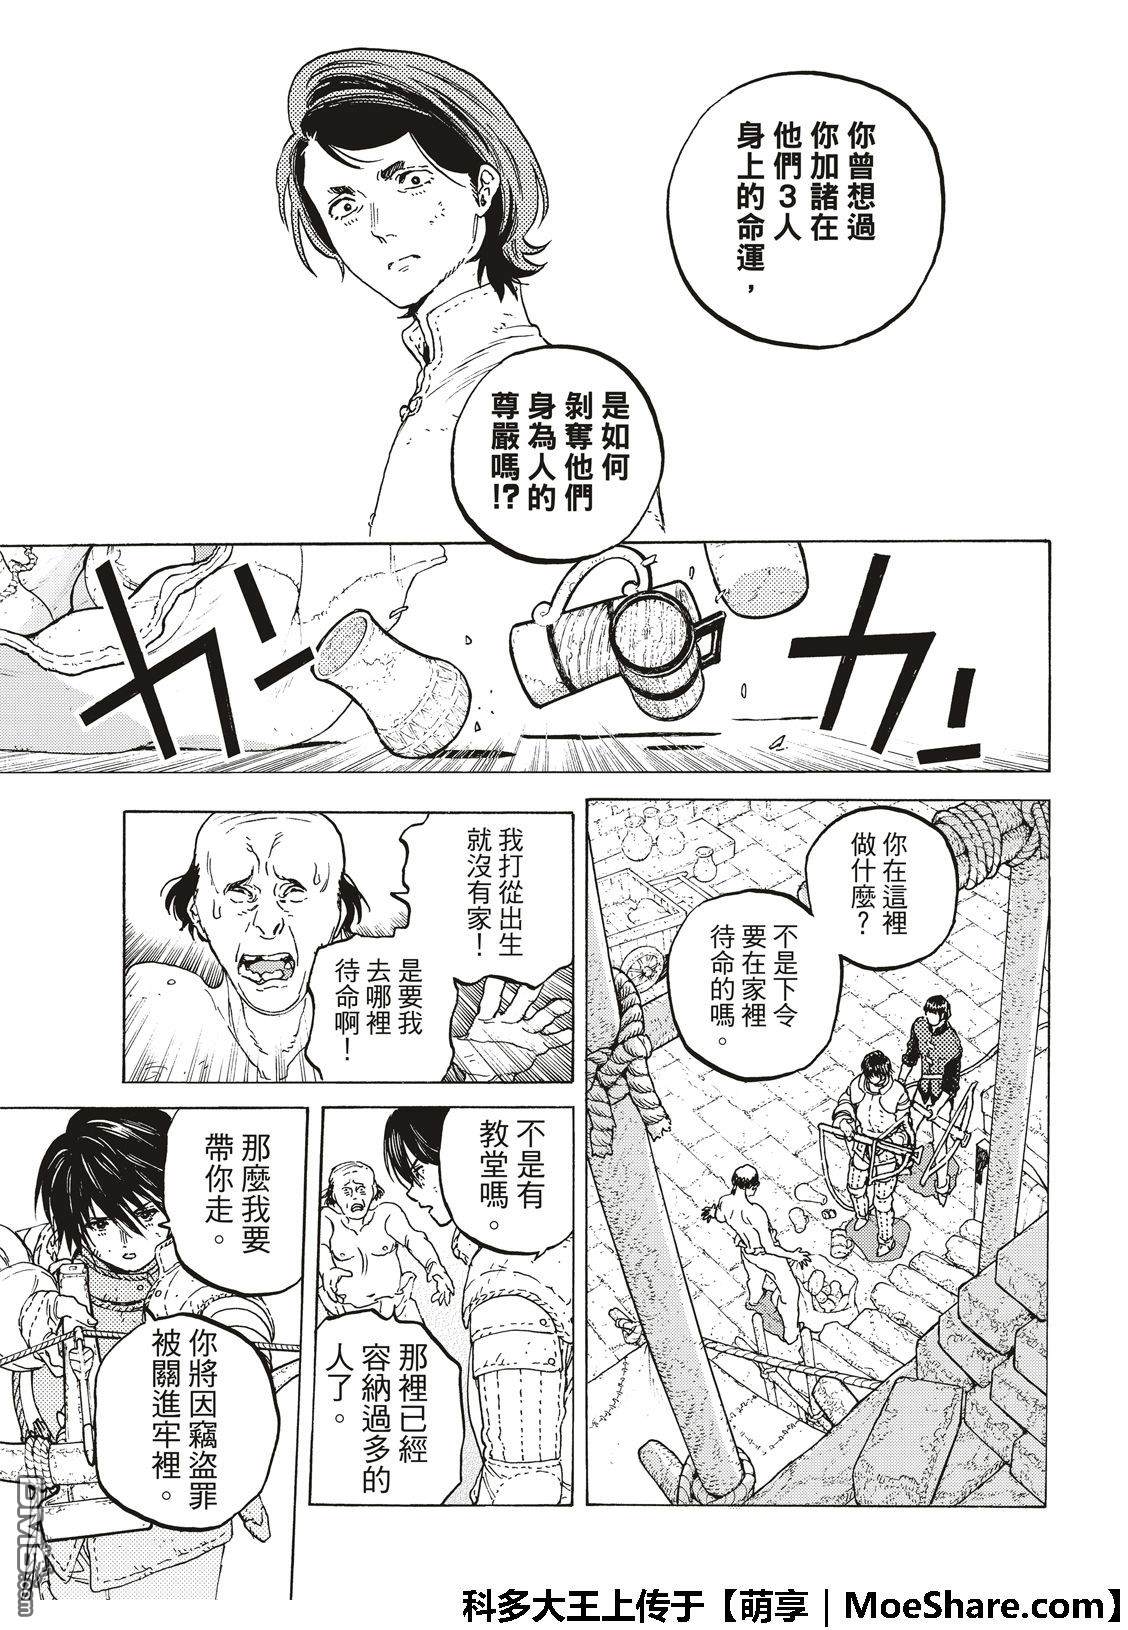 你曾想過
你加諸在
他們3人
身上的命運，
是如何
剝奪他們
身為人的
尊嚴嗎!?
カン
カン
你在這裡
做什麼？
不是下令
要在家裡
待命的嗎。
我打從出生
就沒有家！
是要我
去哪裡
待命啊！
不是有
教堂嗎。
那裡已經
容納過多的
人了。
那麼我要
帶你走。
你將因竊盜罪
被關進牢裡。
DM5.com
科多大王上传于【萌享｜MoeShare.com】